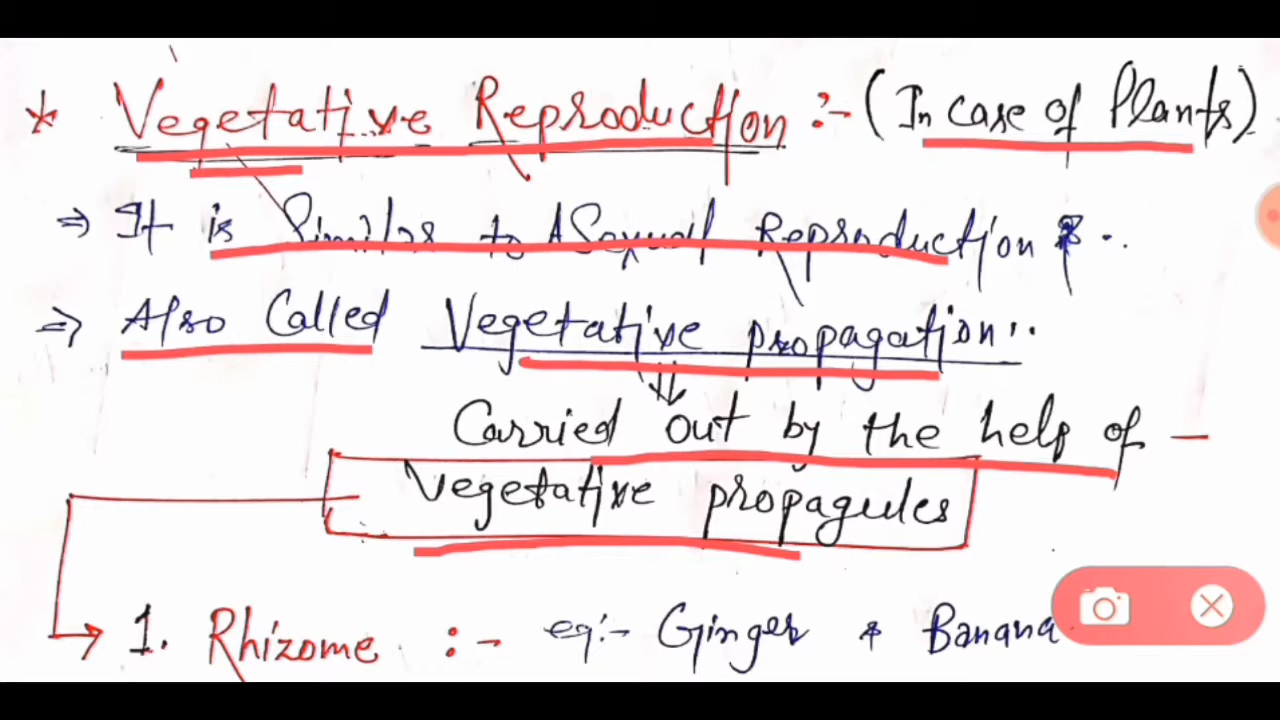 * Vegetative Reproduction :- (In case of Plants)
⇒ It is Similar to ASexual Reproduction & ..
⇒ Also Called Vegetative propagation..
Carried out by the help of -
Vegetative propagules
1. Rhizome :- eg:- Ginger & Banana